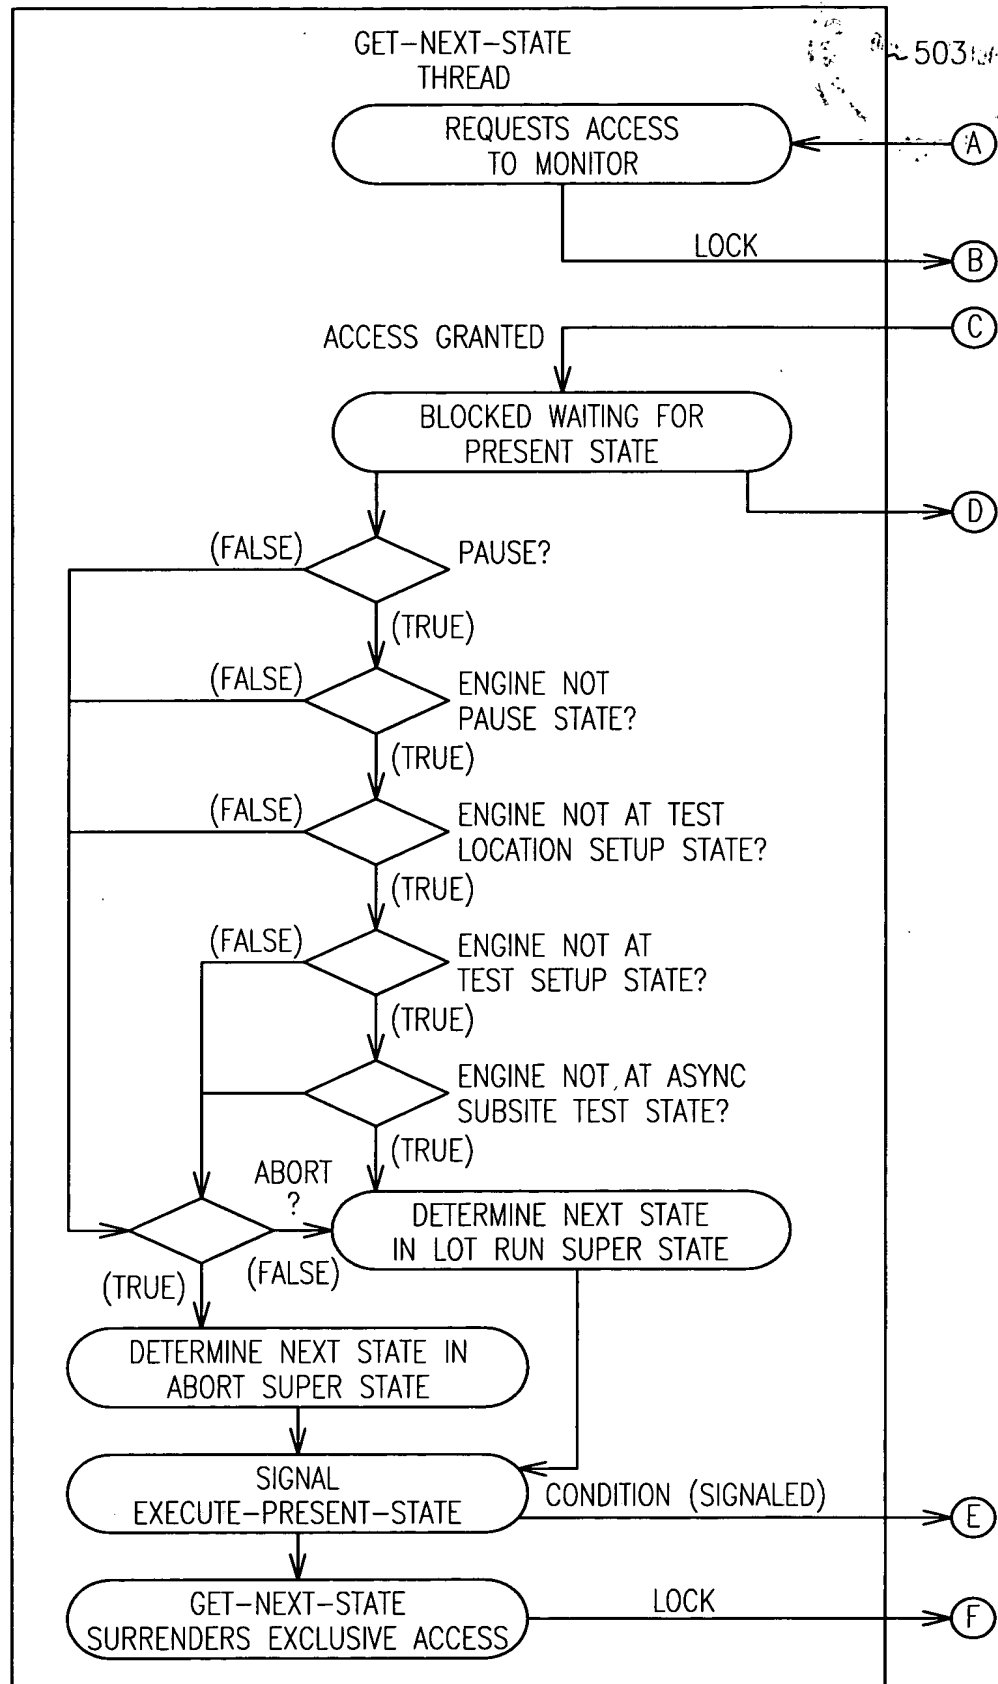 GET-NEXT-STATE
THREAD
503
REQUESTS ACCESS
TO MONITOR
A
LOCK
B
C
ACCESS GRANTED
BLOCKED WAITING FOR
PRESENT STATE
D
(FALSE)
PAUSE?
(TRUE)
(FALSE)
ENGINE NOT
PAUSE STATE?
(TRUE)
(FALSE)
ENGINE NOT AT TEST
LOCATION SETUP STATE?
(TRUE)
(FALSE)
ENGINE NOT AT
TEST SETUP STATE?
(TRUE)
ENGINE NOT AT ASYNC
SUBSITE TEST STATE?
(TRUE)
ABORT
?
DETERMINE NEXT STATE
IN LOT RUN SUPER STATE
(TRUE)
(FALSE)
DETERMINE NEXT STATE IN
ABORT SUPER STATE
SIGNAL
EXECUTE-PRESENT-STATE
CONDITION (SIGNALED)
E
GET-NEXT-STATE
SURRENDERS EXCLUSIVE ACCESS
LOCK
F